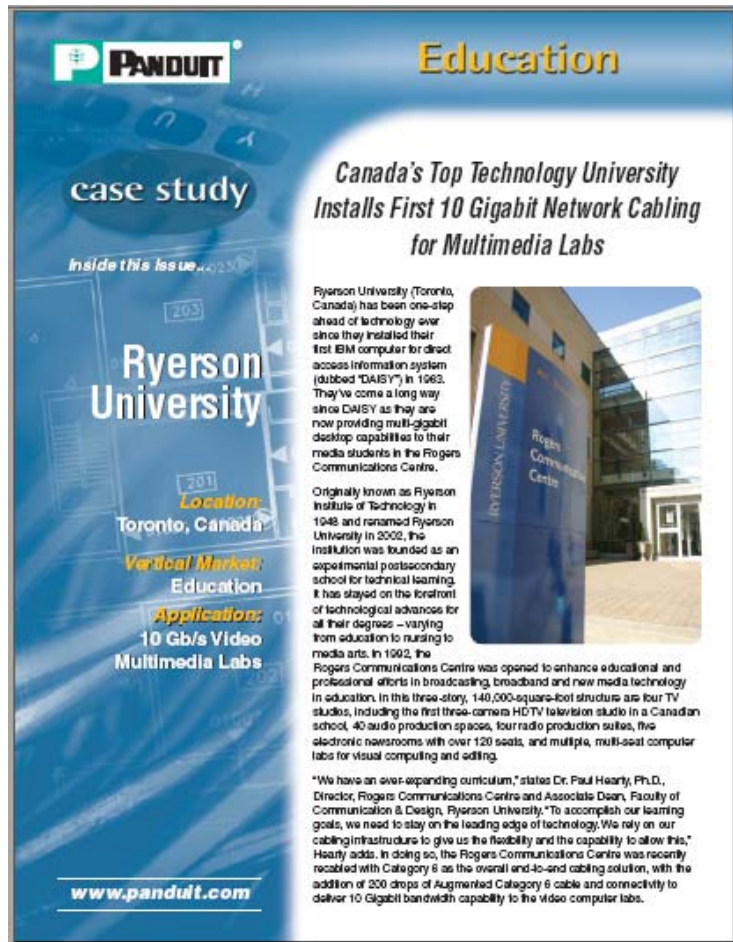 PANDUIT
Education
case study
Inside this Issue...
Ryerson
University
Location:
Toronto, Canada
Vertical Market:
Education
Application:
10 Gb/s Video
Multimedia Labs
www.panduit.com
Canada's Top Technology University
Installs First 10 Gigabit Network Cabling
for Multimedia Labs
Ryerson University (Toronto,
Canada) has been one-step
ahead of technology ever
since they installed their
first IBM computer for direct
access information system
(dubbed "DAISY") in 1963.
They've come a long way
since DAISY as they are
now providing multi-gigabit
desktop capabilities to their
media students in the Rogers
Communications Centre.
Originally known as Ryerson
Institute of Technology in
1948 and renamed Ryerson
University in 2002, the
institution was founded as an
experimental postsecondary
school for technical learning.
It has stayed on the forefront
of technological advances for
all their degrees – varying
from education to nursing to
media arts. In 1992, the
Rogers Communications Centre was opened to enhance educational and
professional efforts in broadcasting, broadband and new media technology
in education. In this three-story, 140,000-square-foot structure are four TV
studios, including the first three-camera HDTV television studio in a Canadian
school, 40 audio production spaces, four radio production suites, five
electronic newsrooms with over 120 seats, and multiple, multi-seat computer
labs for visual computing and editing.
"We have an ever-expanding curriculum," states Dr. Paul Hearty, Ph.D.,
Director, Rogers Communications Centre and Associate Dean, Faculty of
Communication & Design, Ryerson University. "To accomplish our learning
goals, we need to stay on the leading edge of technology. We rely on our
cabling infrastructure to give us the flexibility and the capability to allow this,"
Hearty adds. In doing so, the Rogers Communications Centre was recently
recabled with Category 6 as the overall end-to-end cabling solution, with the
addition of 200 drops of Augmented Category 6 cable and connectivity to
deliver 10 Gigabit bandwidth capability to the video computer labs.
RYERSON UNIVERSITY
Rogers
Communications
Centre
203
201